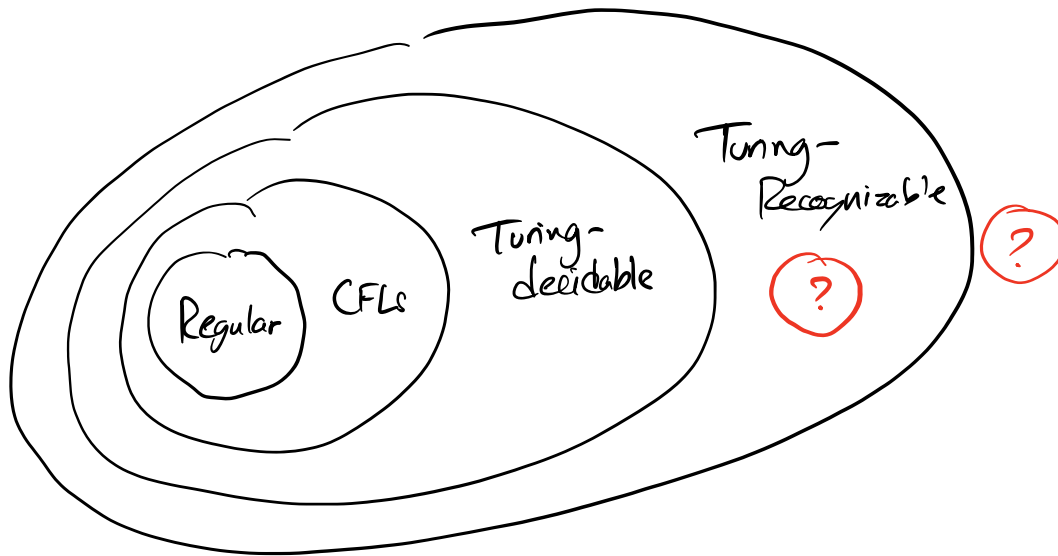 Regular
CFLs
Turing-
decidable
Turing-
Recognizable
?
?